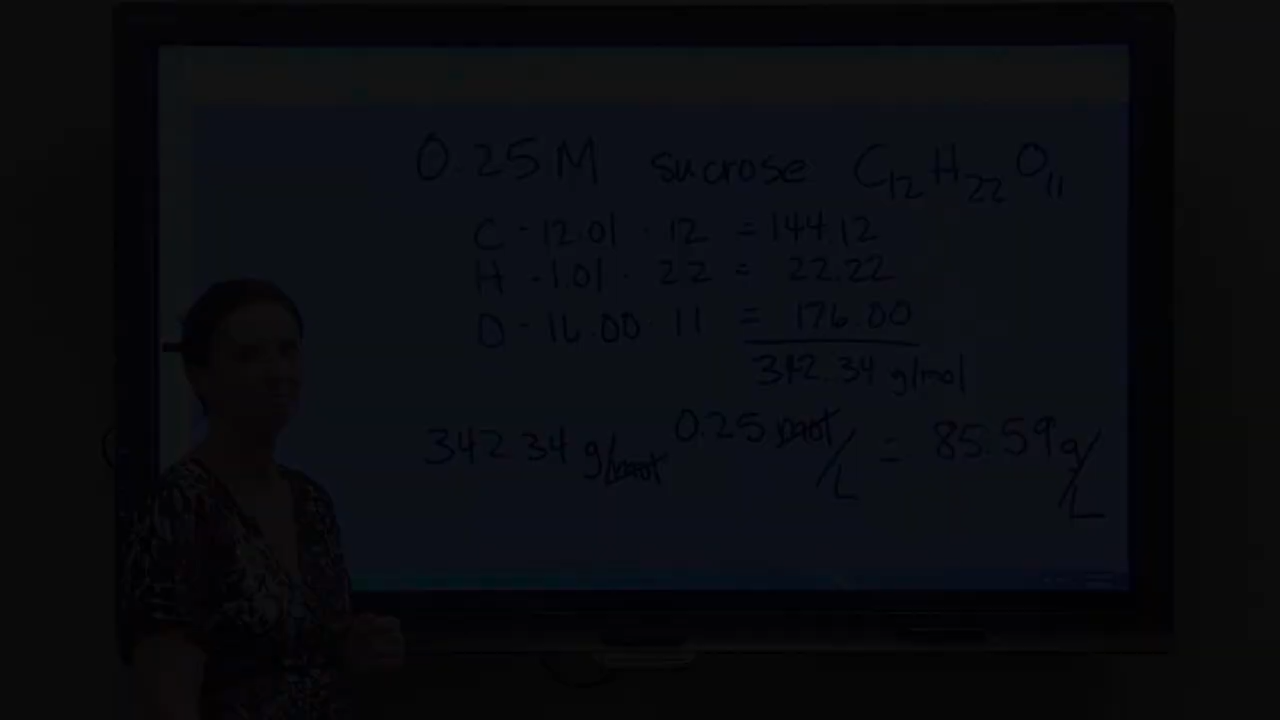 0.25 M sucrose C12H22O11
C - 12.01 · 12 = 144.12
H - 1.01 · 22 = 22.22
O - 16.00 · 11 = 176.00
342.34 g/mol
342.34 g/mol 0.25 mol/L = 85.59 g/L